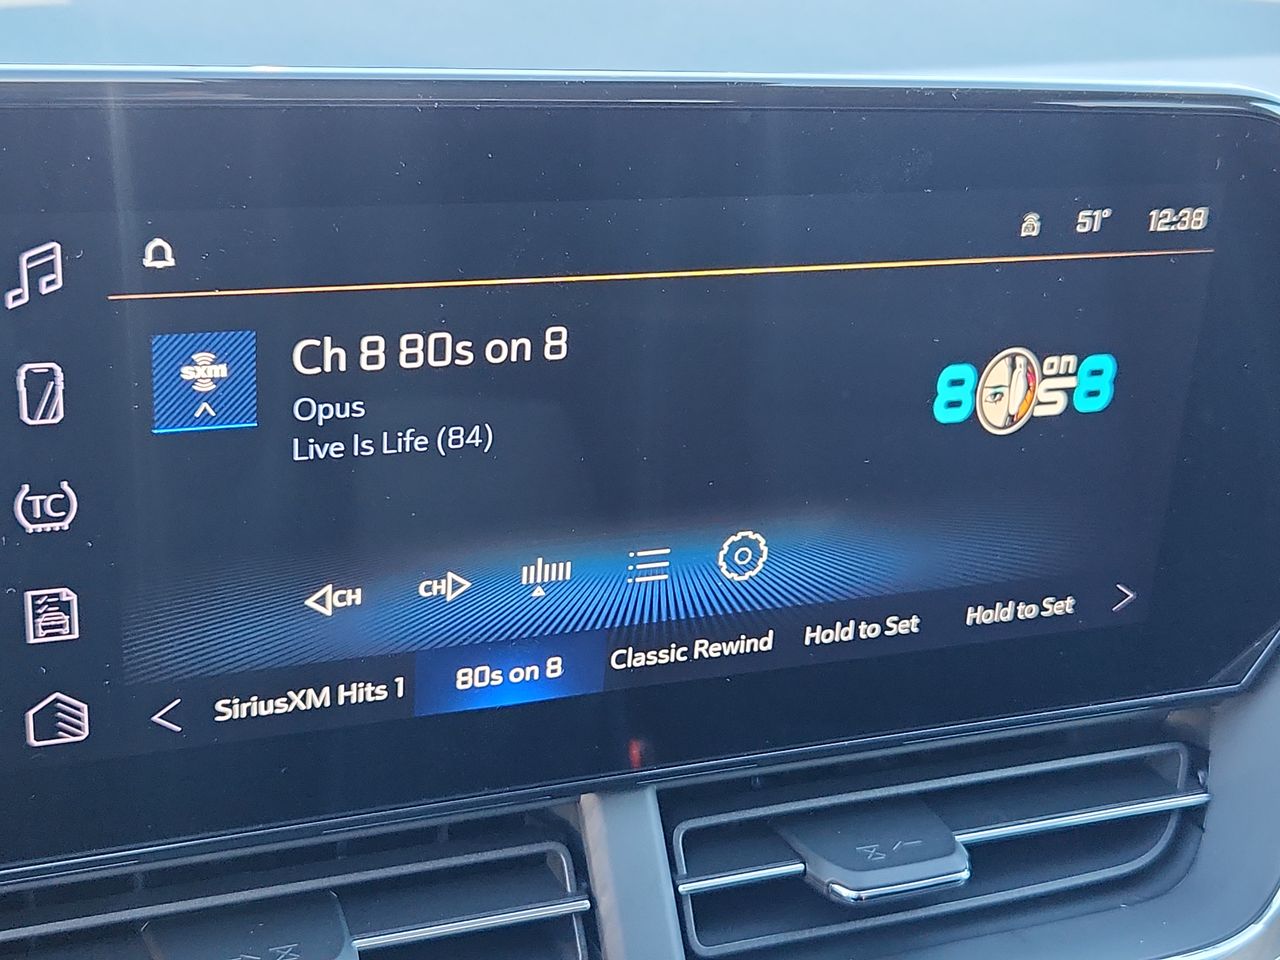 51° 12:38
sxm
Ch 8 80s on 8
Opus
Live Is Life (84)
80s on 8
TC
CH
CH
SiriusXM Hits 1
80s on 8
Classic Rewind
Hold to Set
Hold to Set